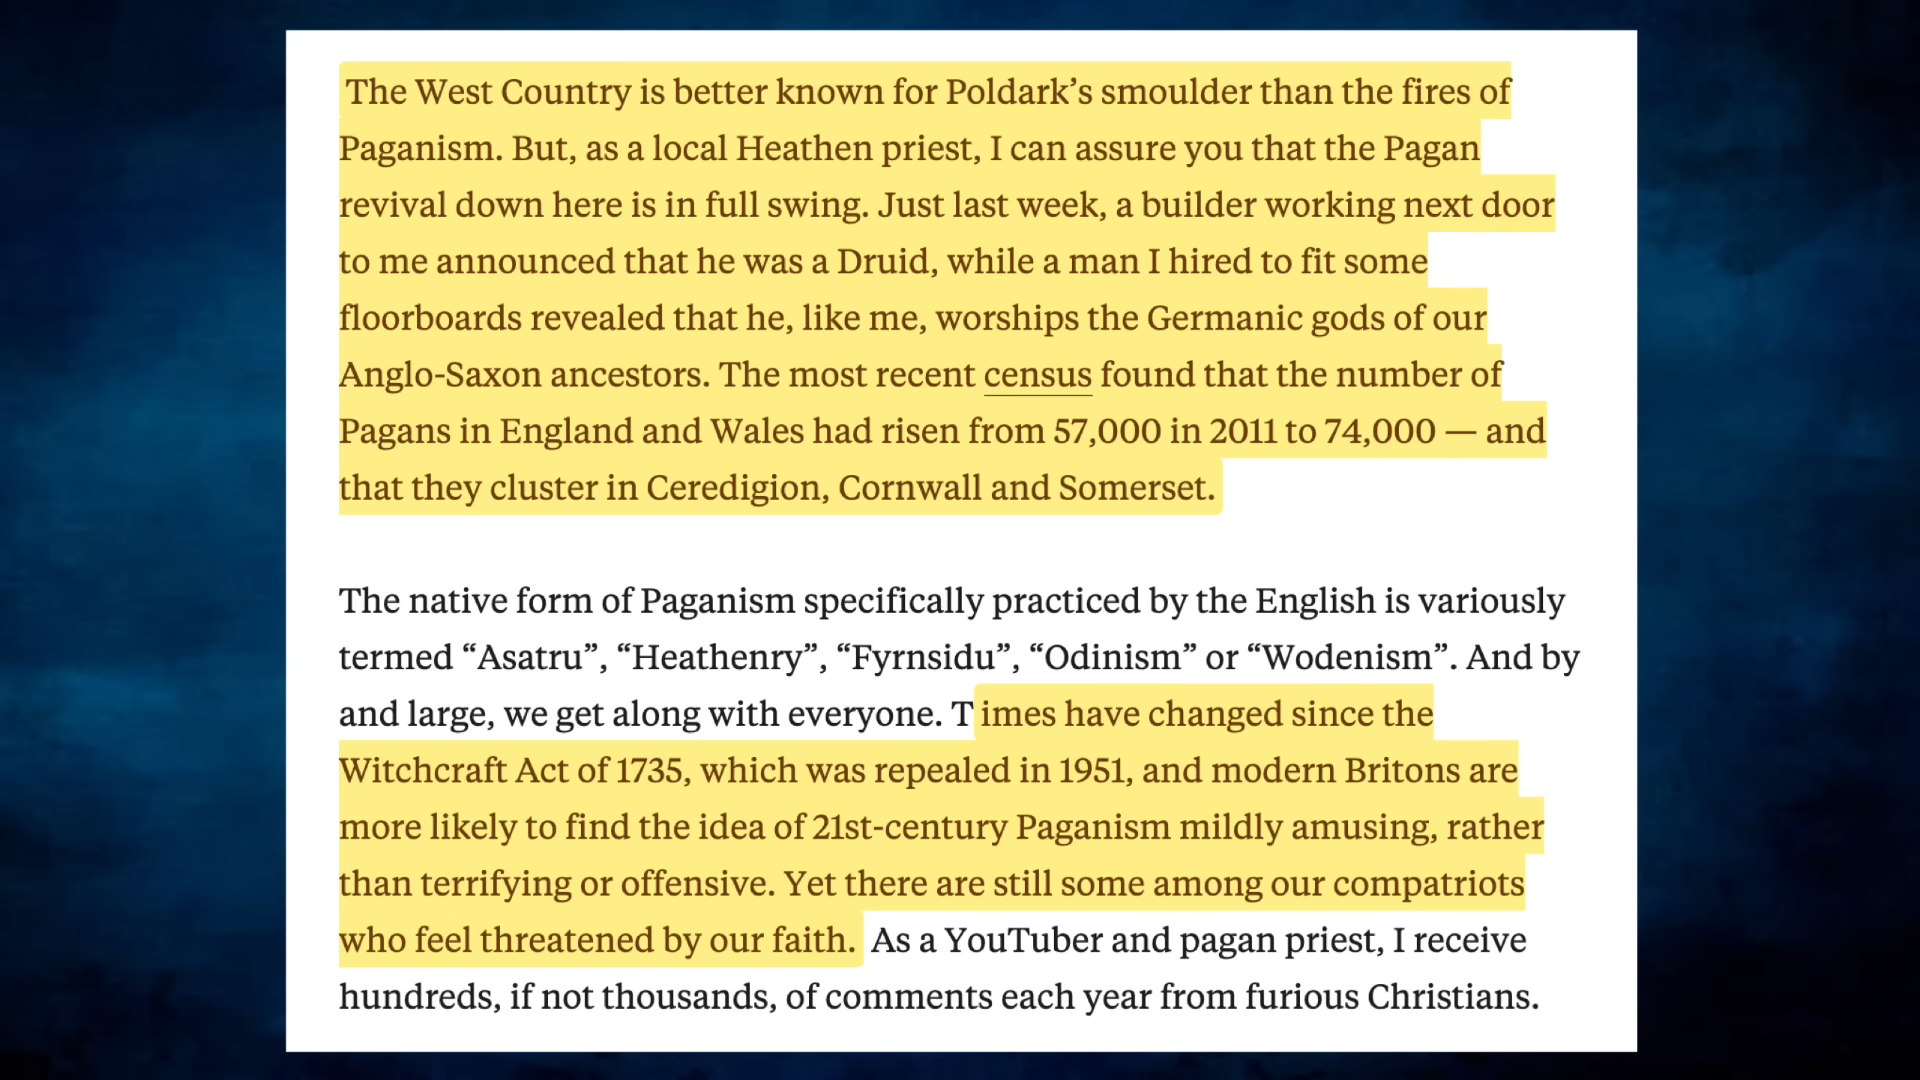 The West Country is better known for Poldark’s smoulder than the fires of
Paganism. But, as a local Heathen priest, I can assure you that the Pagan
revival down here is in full swing. Just last week, a builder working next door
to me announced that he was a Druid, while a man I hired to fit some
floorboards revealed that he, like me, worships the Germanic gods of our
Anglo-Saxon ancestors. The most recent census found that the number of
Pagans in England and Wales had risen from 57,000 in 2011 to 74,000 — and
that they cluster in Ceredigion, Cornwall and Somerset.
The native form of Paganism specifically practiced by the English is variously
termed “Asatru”, “Heathenry”, “Fyrnsidu”, “Odinism” or “Wodenism”. And by
and large, we get along with everyone. Times have changed since the
Witchcraft Act of 1735, which was repealed in 1951, and modern Britons are
more likely to find the idea of 21st-century Paganism mildly amusing, rather
than terrifying or offensive. Yet there are still some among our compatriots
who feel threatened by our faith. As a YouTuber and pagan priest, I receive
hundreds, if not thousands, of comments each year from furious Christians.